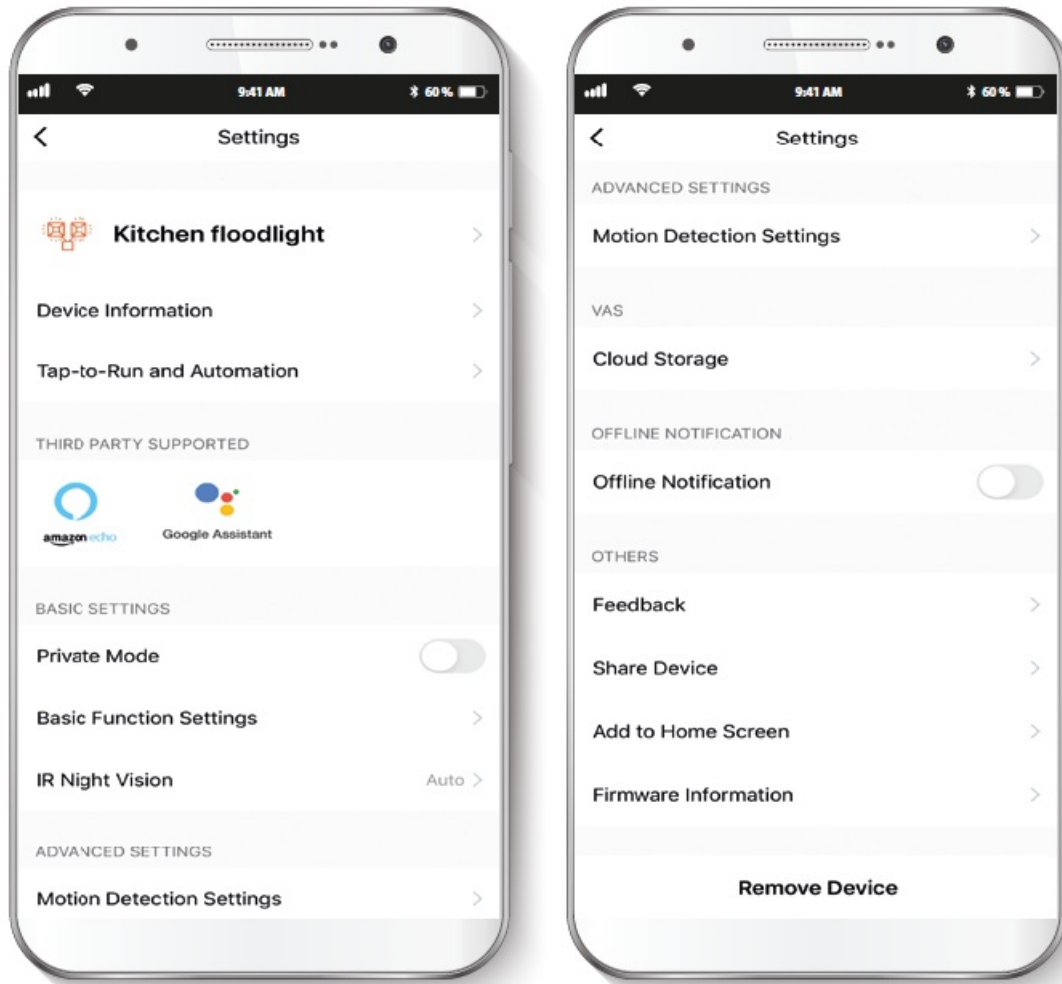 9:41 AM
60 %
Settings
Kitchen floodlight
Device Information
Tap-to-Run and Automation
THIRD PARTY SUPPORTED
amazon echo
Google Assistant
BASIC SETTINGS
Private Mode
Basic Function Settings
IR Night Vision
Auto
ADVANCED SETTINGS
Motion Detection Settings
9:41 AM
60 %
Settings
ADVANCED SETTINGS
Motion Detection Settings
VAS
Cloud Storage
OFFLINE NOTIFICATION
Offline Notification
OTHERS
Feedback
Share Device
Add to Home Screen
Firmware Information
Remove Device